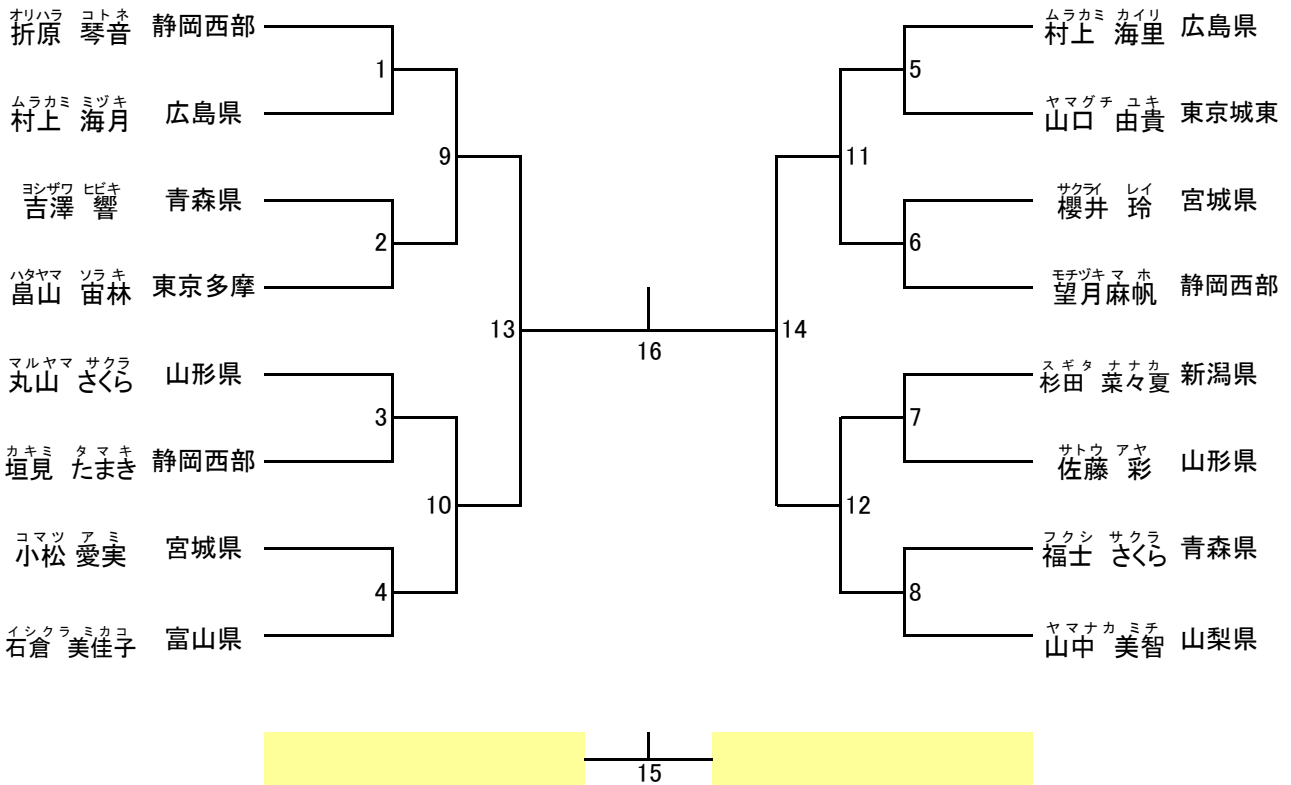 オリハラ コトネ
折原 琴音 静岡西部
ムラカミ ミヅキ
村上 海月 広島県
ヨシザワ ヒビキ
吉澤 響 青森県
ハタヤマ ソラキ
畠山 宙林 東京多摩
マルヤマ サクラ
丸山 さくら 山形県
カキミ タマキ
垣見 たまき 静岡西部
コマツ アミ
小松 愛実 宮城県
イシクラ ミカコ
石倉 美佳子 富山県
1
2
3
4
9
10
13
16
14
11
12
5
6
7
8
ムラカミ カイリ
村上 海里 広島県
ヤマグチ ユキ
山口 由貴 東京城東
サクライ レイ
櫻井 玲 宮城県
モチヅキ マホ
望月麻帆 静岡西部
スギタ ナナカ
杉田 菜々夏 新潟県
サトウ アヤ
佐藤 彩 山形県
フクシ サクラ
福士 さくら 青森県
ヤマナカ ミチ
山中 美智 山梨県
15